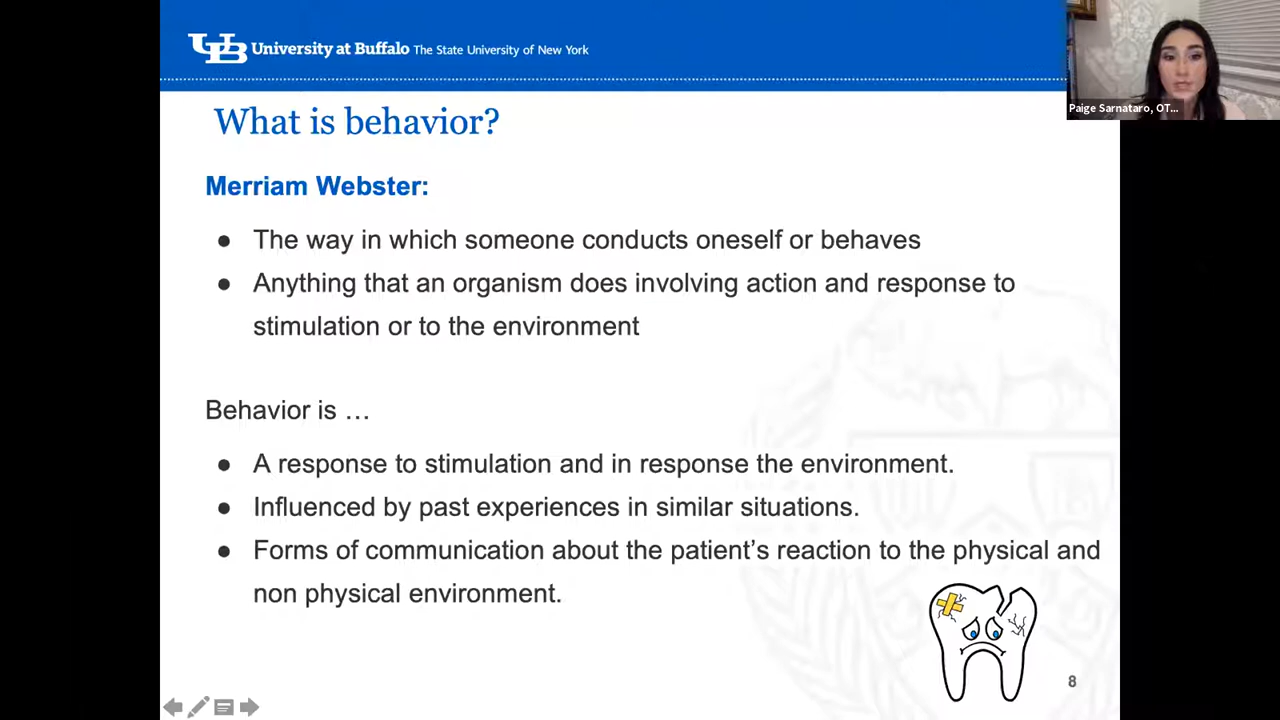 UB University at Buffalo The State University of New York
Paige Sarnataro, OT...
What is behavior?
Merriam Webster:
● The way in which someone conducts oneself or behaves
● Anything that an organism does involving action and response to
stimulation or to the environment
Behavior is …
● A response to stimulation and in response the environment.
● Influenced by past experiences in similar situations.
● Forms of communication about the patient’s reaction to the physical and
non physical environment.
8